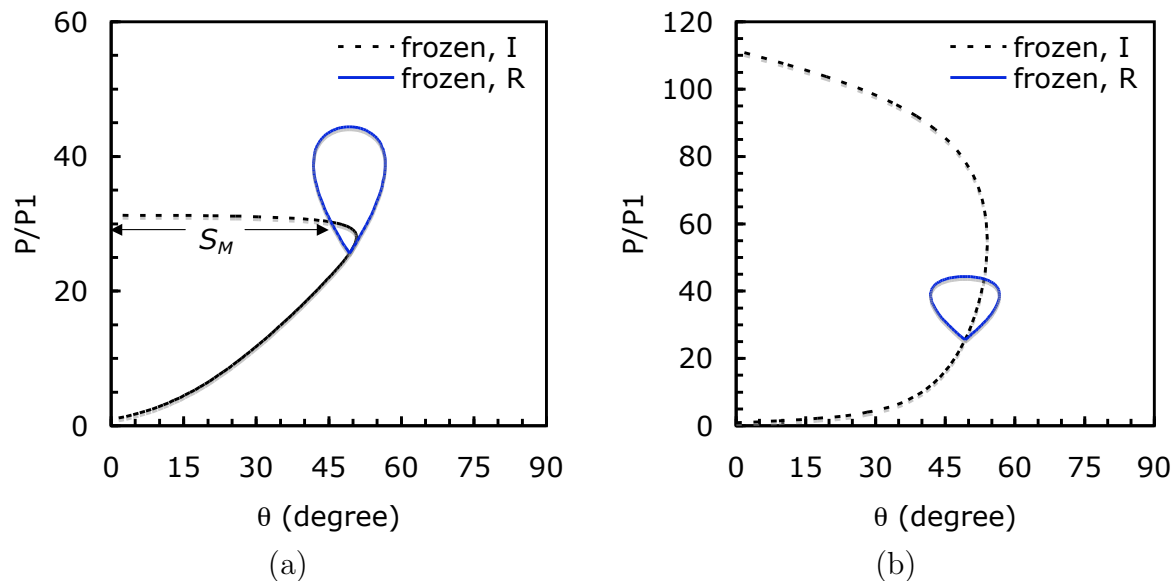 60
40
20
0
0 15 30 45 60 75 90
P/P1
θ (degree)
frozen, I
frozen, R
S_M
(a)
120
100
80
60
40
20
0
0 15 30 45 60 75 90
P/P1
θ (degree)
frozen, I
frozen, R
(b)